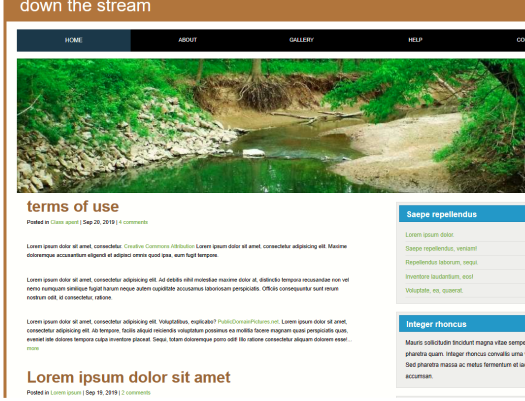 down the stream
HOME ABOUT GALLERY HELP
terms of use
Posted in Class apent | Sep 20, 2019 | 4 comments
Lorem ipsum dolor sit amet, consectetur. Creative Commons Attribution Lorem ipsum dolor sit amet, consectetur adipisicing elit. Maxime
doloremque accusantium eligendi et adipisci omnis quod ipsa, eum fugit tempore.
Lorem ipsum dolor sit amet, consectetur adipisicing elit. Ad debitis nihil molestiae maxime dolor at, distinctio tempora recusandae non vel
nemo numquam similique fugiat harum neque autem cupiditate accusamus laboriosam perspiciatis. Officiis consequuntur sunt rerum
nostrum odit, id consectetur, ratione.
Lorem ipsum dolor sit amet, consectetur adipisicing elit. Voluptatibus, explicabo? PublicDomainPictures.net, Lorem ipsum dolor sit amet,
consectetur adipisicing elit. Ab tempore, facilis aliquid reiciendis voluptatum possimus ea mollitia facere magnam quasi perspiciatis quas,
eveniet iste dolores tempora culpa inventore placeat. Sequi, totam doloremque porro odit! Illo ratione consectetur aliquam dolorem esse!...
more
Lorem ipsum dolor sit amet
Posted in Lorem ipsum | Sep 19, 2019 | 2 comments
Saepe repellendus
Lorem ipsum dolor.
Saepe repellendus, veniam!
Repellendus laborum, sequi.
Inventore laudantium, eos!
Voluptate, ea, quaerat.
Integer rhoncus
Mauris sollicitudin tincidunt magna vitae
pharetra quam. Integer rhoncus convallis urna
Sed pharetra massa ac metus fermentum et
accumsan.